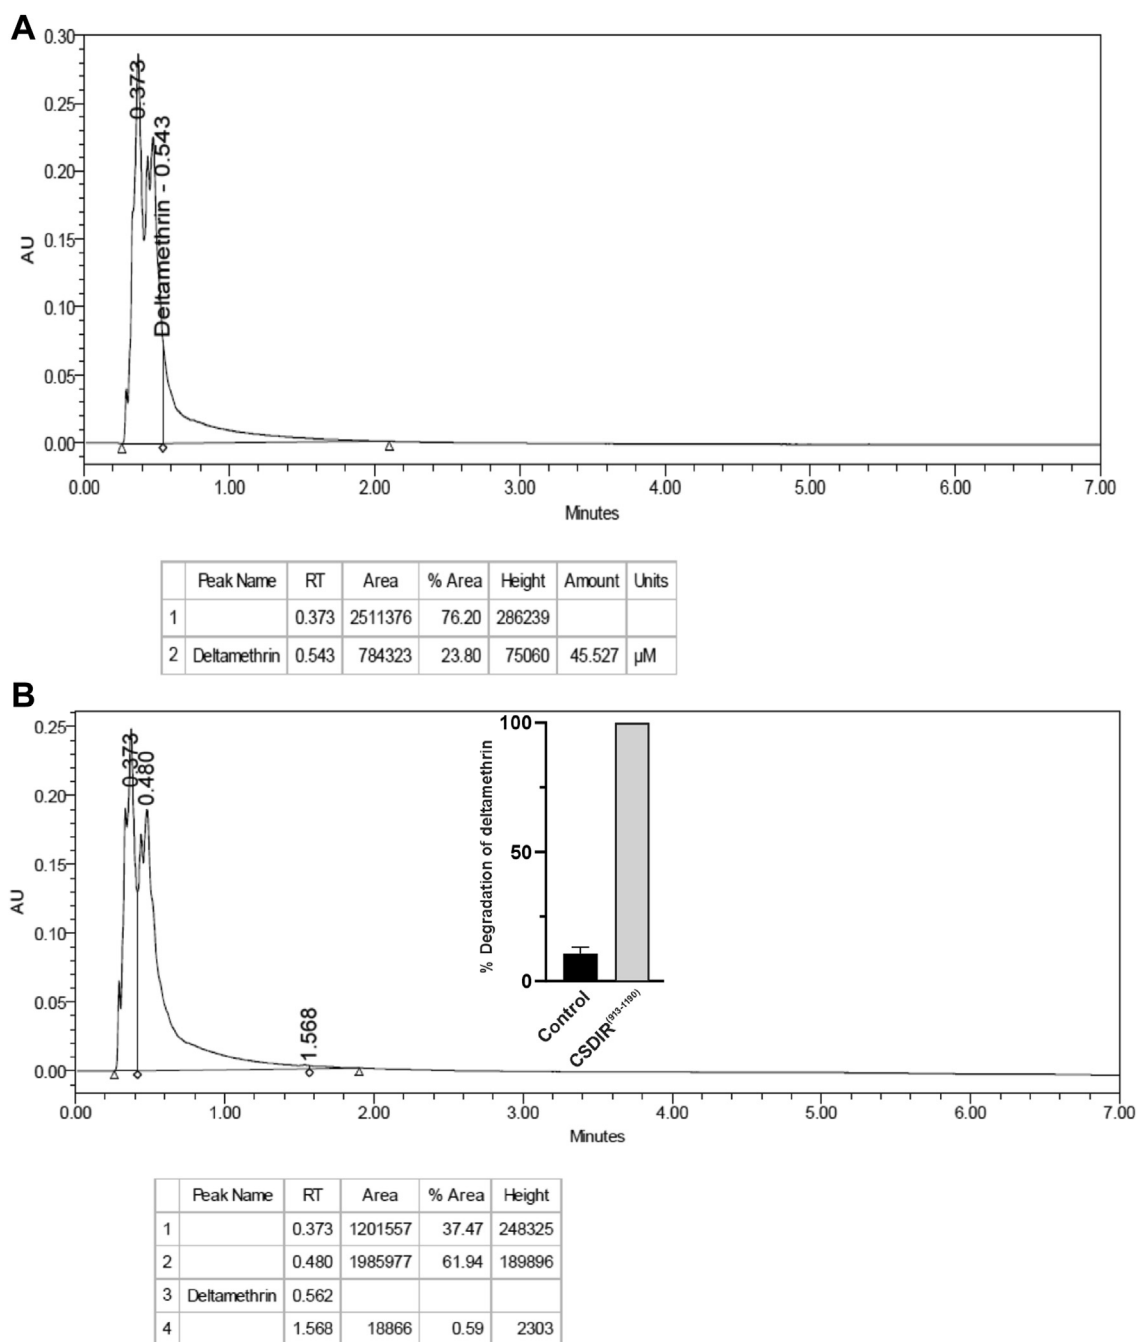 A
0.30
0.25
0.20
0.15
0.10
0.05
0.00
AU
0.373
Deltamethrin - 0.543
0.00 1.00 2.00 3.00 4.00 5.00 6.00 7.00
Minutes
Peak Name RT Area % Area Height Amount Units
1 0.373 2511376 76.20 286239
2 Deltamethrin 0.543 784323 23.80 75060 45.527 µM
B
0.25
0.20
0.15
0.10
0.05
0.00
AU
0.373
0.480
1.568
0.00 1.00 2.00 3.00 4.00 5.00 6.00 7.00
Minutes
% Degradation of deltamethrin
100
50
0
Control
CSDIR(913-1190)
Peak Name RT Area % Area Height
1 0.373 1201557 37.47 248325
2 0.480 1985977 61.94 189896
3 Deltamethrin 0.562
4 1.568 18866 0.59 2303